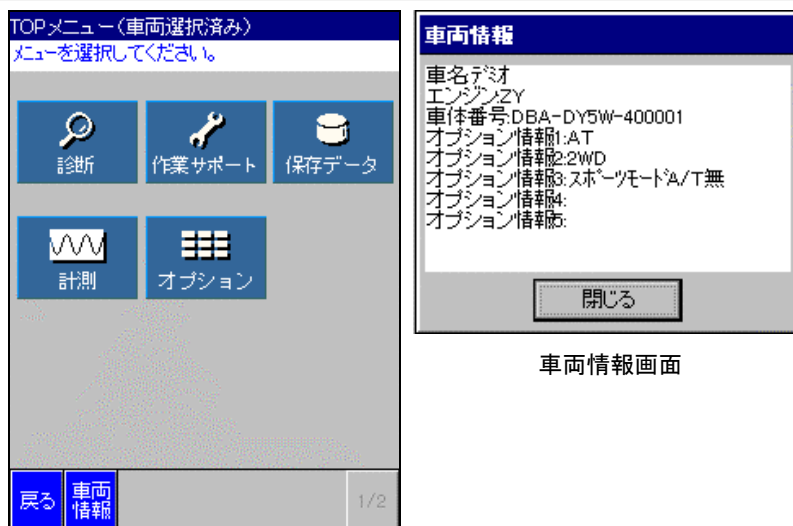 TOPメニュー(車両選択済み)
メニューを選択してください。
診断
作業サポート
保存データ
計測
オプション
戻る
車両
情報
1/2
車両情報
車名:デミオ
エンジン:ZY
車体番号:DBA-DY5W-400001
オプション情報1:AT
オプション情報2:2WD
オプション情報3:スポーツモードA/T無
オプション情報4:
オプション情報5:
閉じる
車両情報画面